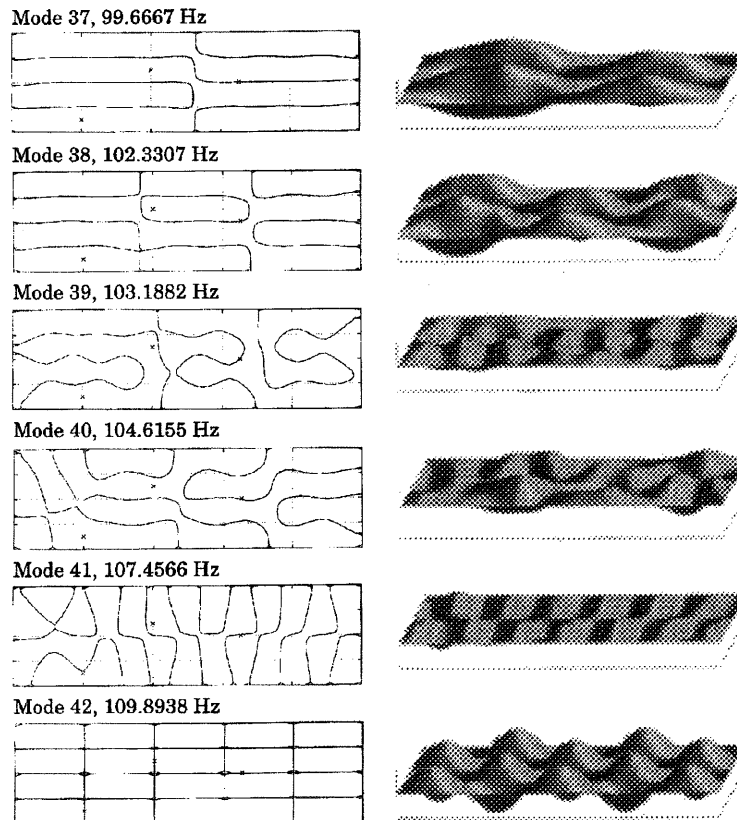 Mode 37, 99.6667 Hz
Mode 38, 102.3307 Hz
Mode 39, 103.1882 Hz
Mode 40, 104.6155 Hz
Mode 41, 107.4566 Hz
Mode 42, 109.8938 Hz